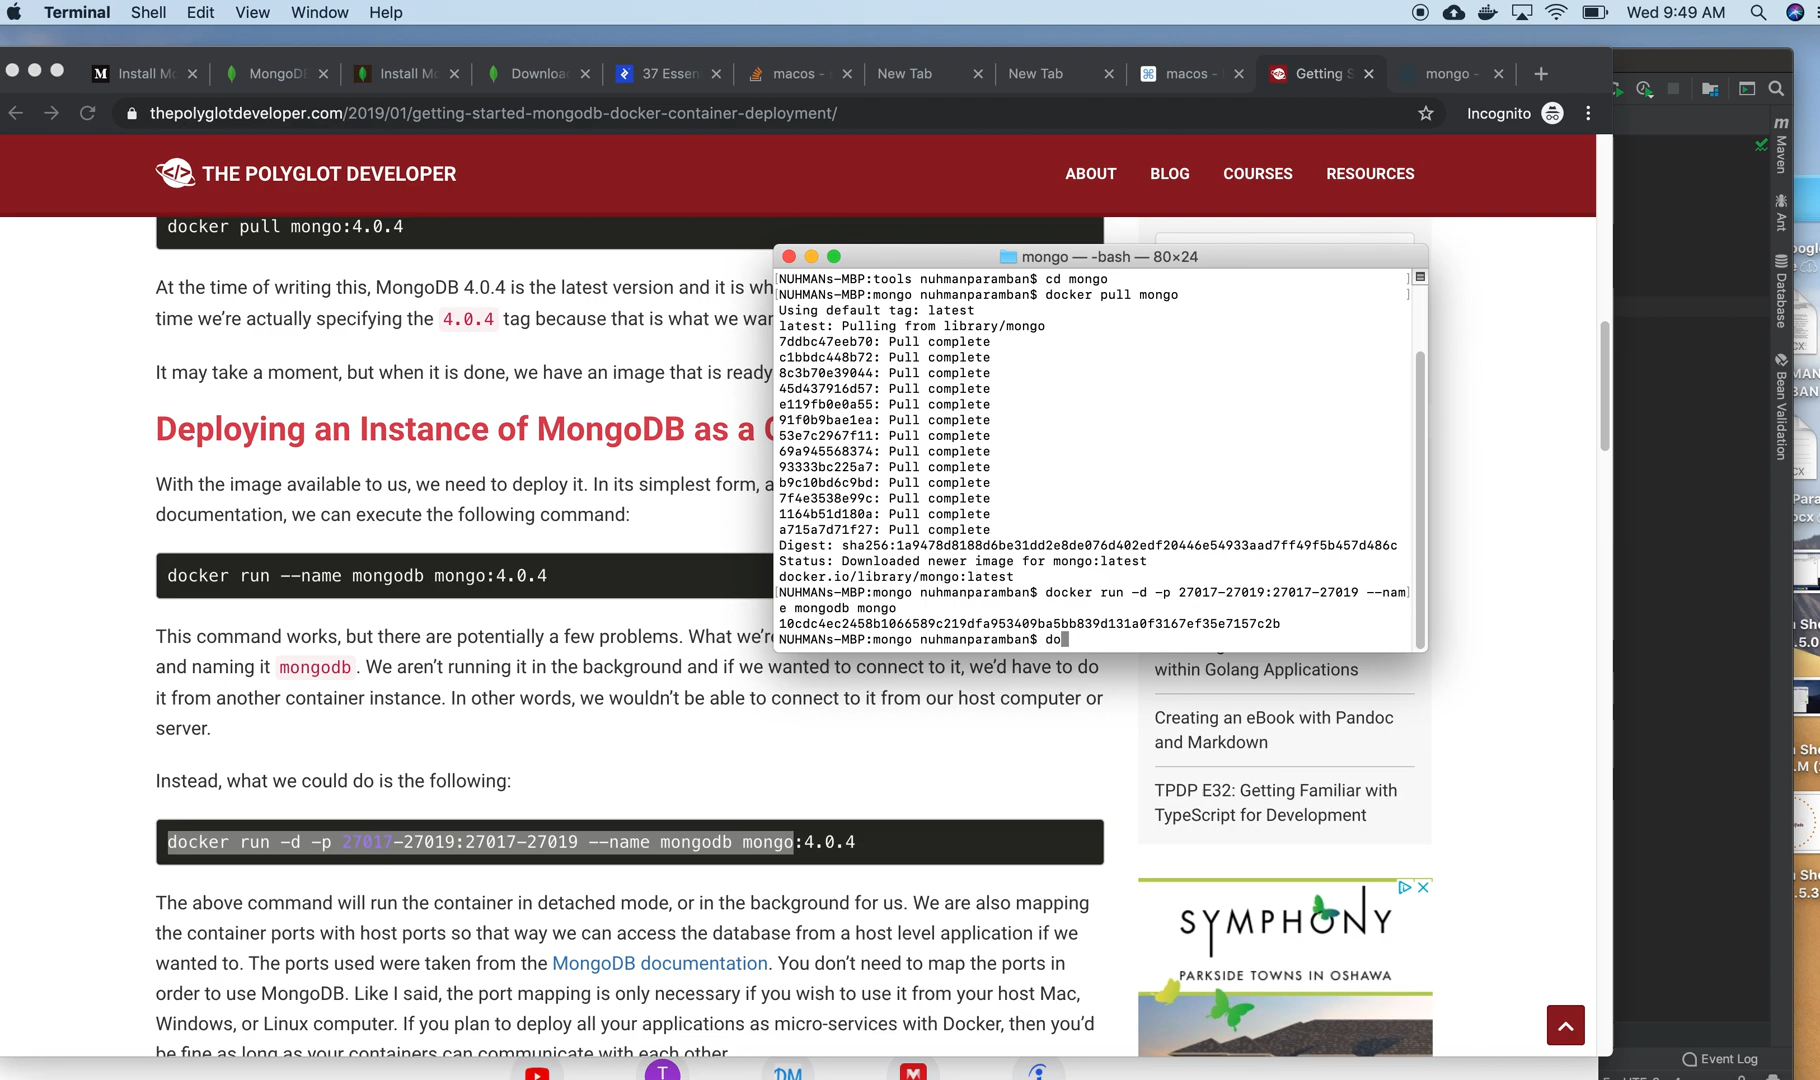 Terminal Shell Edit View Window Help
Wed 9:49 AM
M Install Mo
MongoDB
Install Mo
Downloa
37 Essen
macos - s
New Tab
New Tab
macos -
Getting S
mongo -
thepolyglotdeveloper.com/2019/01/getting-started-mongodb-docker-container-deployment/
Incognito
THE POLYGLOT DEVELOPER
ABOUT BLOG COURSES RESOURCES
docker pull mongo:4.0.4
At the time of writing this, MongoDB 4.0.4 is the latest version and it is wh
time we’re actually specifying the 4.0.4 tag because that is what we wan
It may take a moment, but when it is done, we have an image that is ready
Deploying an Instance of MongoDB as a C
With the image available to us, we need to deploy it. In its simplest form, a
documentation, we can execute the following command:
docker run --name mongodb mongo:4.0.4
This command works, but there are potentially a few problems. What we’re
and naming it mongodb. We aren’t running it in the background and if we wanted to connect to it, we’d have to do
it from another container instance. In other words, we wouldn’t be able to connect to it from our host computer or
server.
Instead, what we could do is the following:
docker run -d -p 27017-27019:27017-27019 --name mongodb mongo:4.0.4
The above command will run the container in detached mode, or in the background for us. We are also mapping
the container ports with host ports so that way we can access the database from a host level application if we
wanted to. The ports used were taken from the MongoDB documentation. You don’t need to map the ports in
order to use MongoDB. Like I said, the port mapping is only necessary if you wish to use it from your host Mac,
Windows, or Linux computer. If you plan to deploy all your applications as micro-services with Docker, then you’d
be fine as long as your containers can communicate with each other.
mongo — -bash — 80×24
[NUHMANs-MBP:tools nuhmanparamban$ cd mongo ]
[NUHMANs-MBP:mongo nuhmanparamban$ docker pull mongo ]
Using default tag: latest
latest: Pulling from library/mongo
7ddbc47eeb70: Pull complete
c1bbdc448b72: Pull complete
8c3b70e39044: Pull complete
45d437916d57: Pull complete
e119fb0e0a55: Pull complete
91f0b9bae1ea: Pull complete
53e7c2967f11: Pull complete
69a945568374: Pull complete
93333bc225a7: Pull complete
b9c10bd6c9bd: Pull complete
7f4e3538e99c: Pull complete
1164b51d180a: Pull complete
a715a7d71f27: Pull complete
Digest: sha256:1a9478d8188d6be31dd2e8de076d402edf20446e54933aad7ff49f5b457d486c
Status: Downloaded newer image for mongo:latest
docker.io/library/mongo:latest
[NUHMANs-MBP:mongo nuhmanparamban$ docker run -d -p 27017-27019:27017-27019 --nam]
e mongodb mongo
10cdc4ec2458b1066589c219dfa953409ba5bb839d131a0f3167ef35e7157c2b
NUHMANs-MBP:mongo nuhmanparamban$ do
within Golang Applications
Creating an eBook with Pandoc
and Markdown
TPDP E32: Getting Familiar with
TypeScript for Development
SYMPHONY
PARKSIDE TOWNS IN OSHAWA
m Maven
Ant
Database
Bean Validation
Event Log
T
DM
M